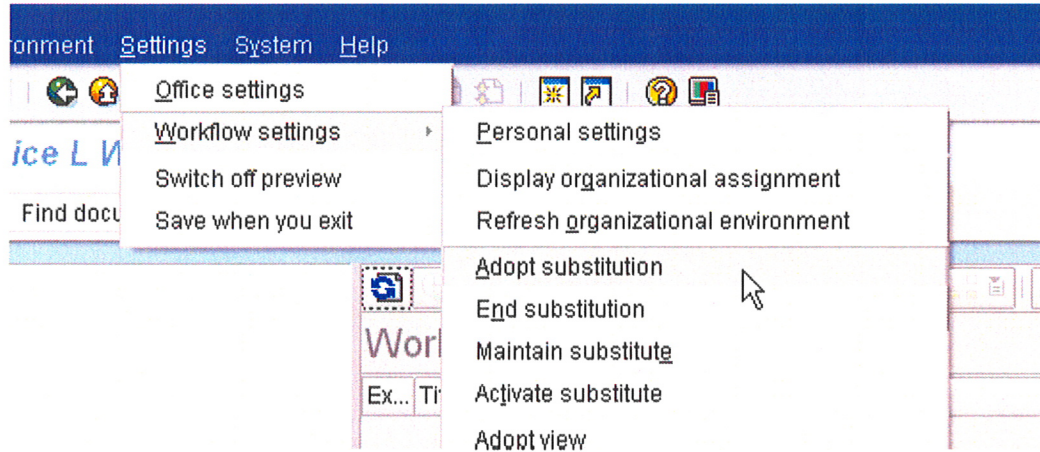 ronment Settings System Help
Office settings
Workflow settings
Switch off preview
Save when you exit
Personal settings
Display organizational assignment
Refresh organizational environment
Adopt substitution
End substitution
Maintain substitute
Activate substitute
Adopt view
ice L W
Find docu
Worl
Ex... Ti